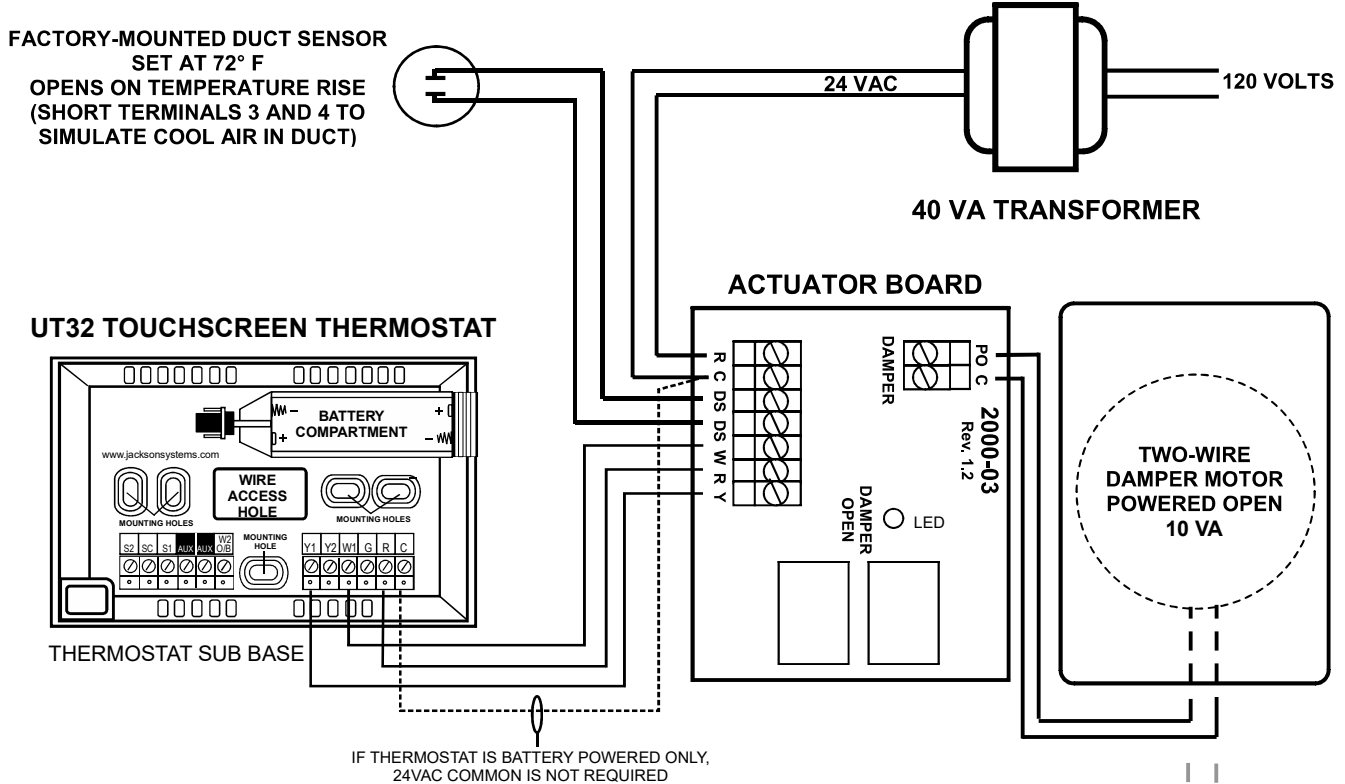 FACTORY-MOUNTED DUCT SENSOR
SET AT 72° F
OPENS ON TEMPERATURE RISE
(SHORT TERMINALS 3 AND 4 TO
SIMULATE COOL AIR IN DUCT)
24 VAC
120 VOLTS
40 VA TRANSFORMER
ACTUATOR BOARD
R
C
DS
DS
W
R
Y
DAMPER
PO
C
2000-03
Rev. 1.2
DAMPER
OPEN
LED
TWO-WIRE
DAMPER MOTOR
POWERED OPEN
10 VA
UT32 TOUCHSCREEN THERMOSTAT
BATTERY
COMPARTMENT
– +
+ –
www.jacksonsystems.com
WIRE
ACCESS
HOLE
MOUNTING HOLES
MOUNTING HOLES
MOUNTING
HOLE
S2 SC S1 AUX AUX W2 O/B
Y1 Y2 W1 G R C
THERMOSTAT SUB BASE
IF THERMOSTAT IS BATTERY POWERED ONLY,
24VAC COMMON IS NOT REQUIRED